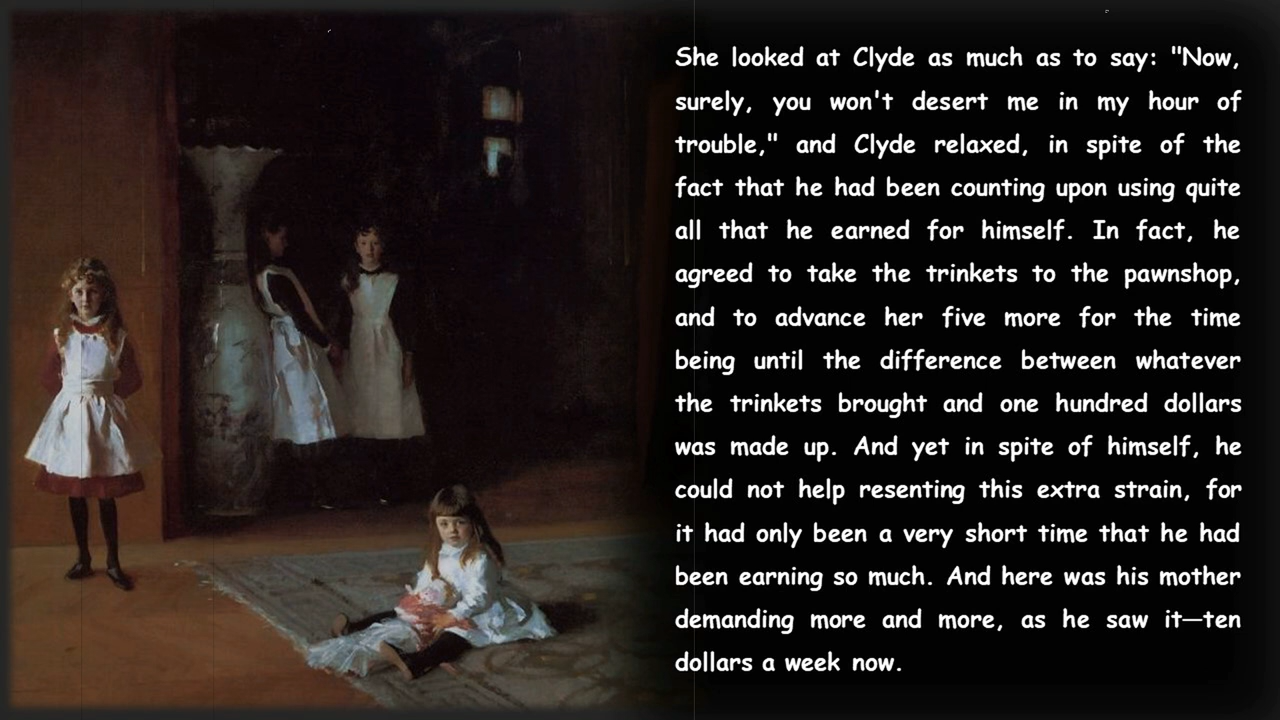 She looked at Clyde as much as to say: "Now,
surely, you won't desert me in my hour of
trouble," and Clyde relaxed, in spite of the
fact that he had been counting upon using quite
all that he earned for himself. In fact, he
agreed to take the trinkets to the pawnshop,
and to advance her five more for the time
being until the difference between whatever
the trinkets brought and one hundred dollars
was made up. And yet in spite of himself, he
could not help resenting this extra strain, for
it had only been a very short time that he had
been earning so much. And here was his mother
demanding more and more, as he saw it—ten
dollars a week now.